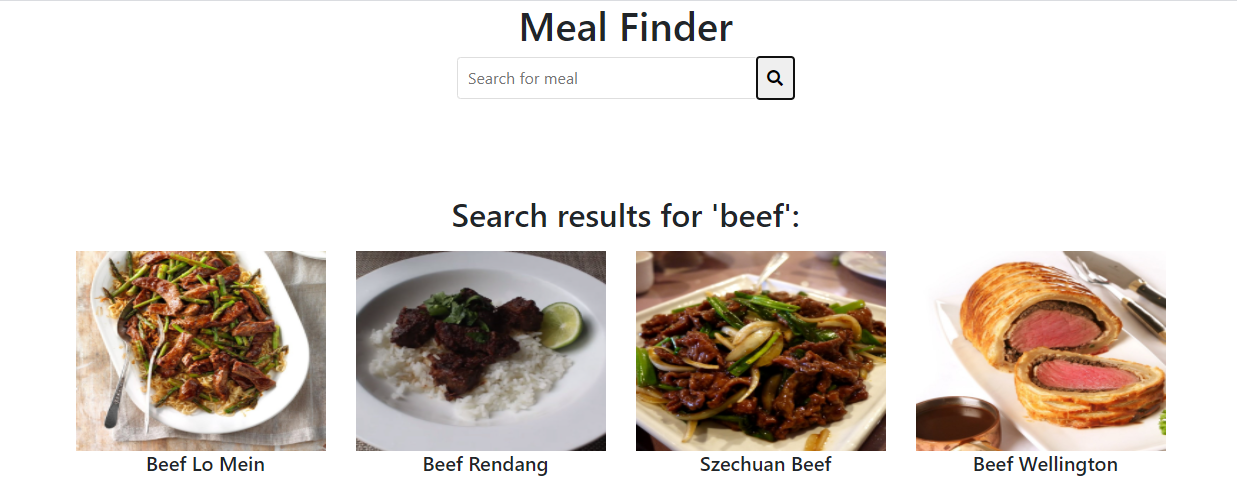 Meal Finder
Search for meal
Search results for 'beef':
Beef Lo Mein
Beef Rendang
Szechuan Beef
Beef Wellington